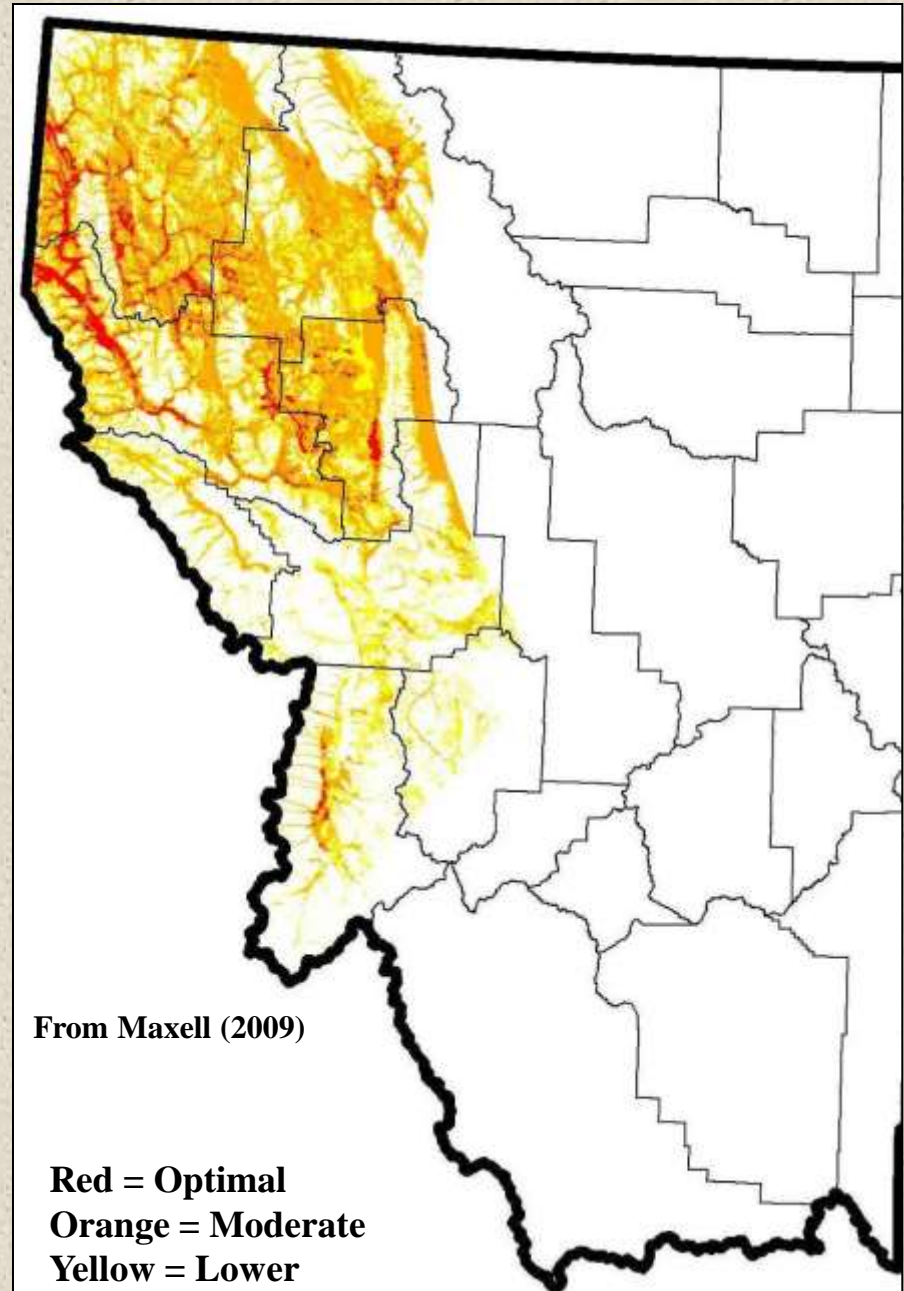 From Maxell (2009)
Red = Optimal
Orange = Moderate
Yellow = Lower